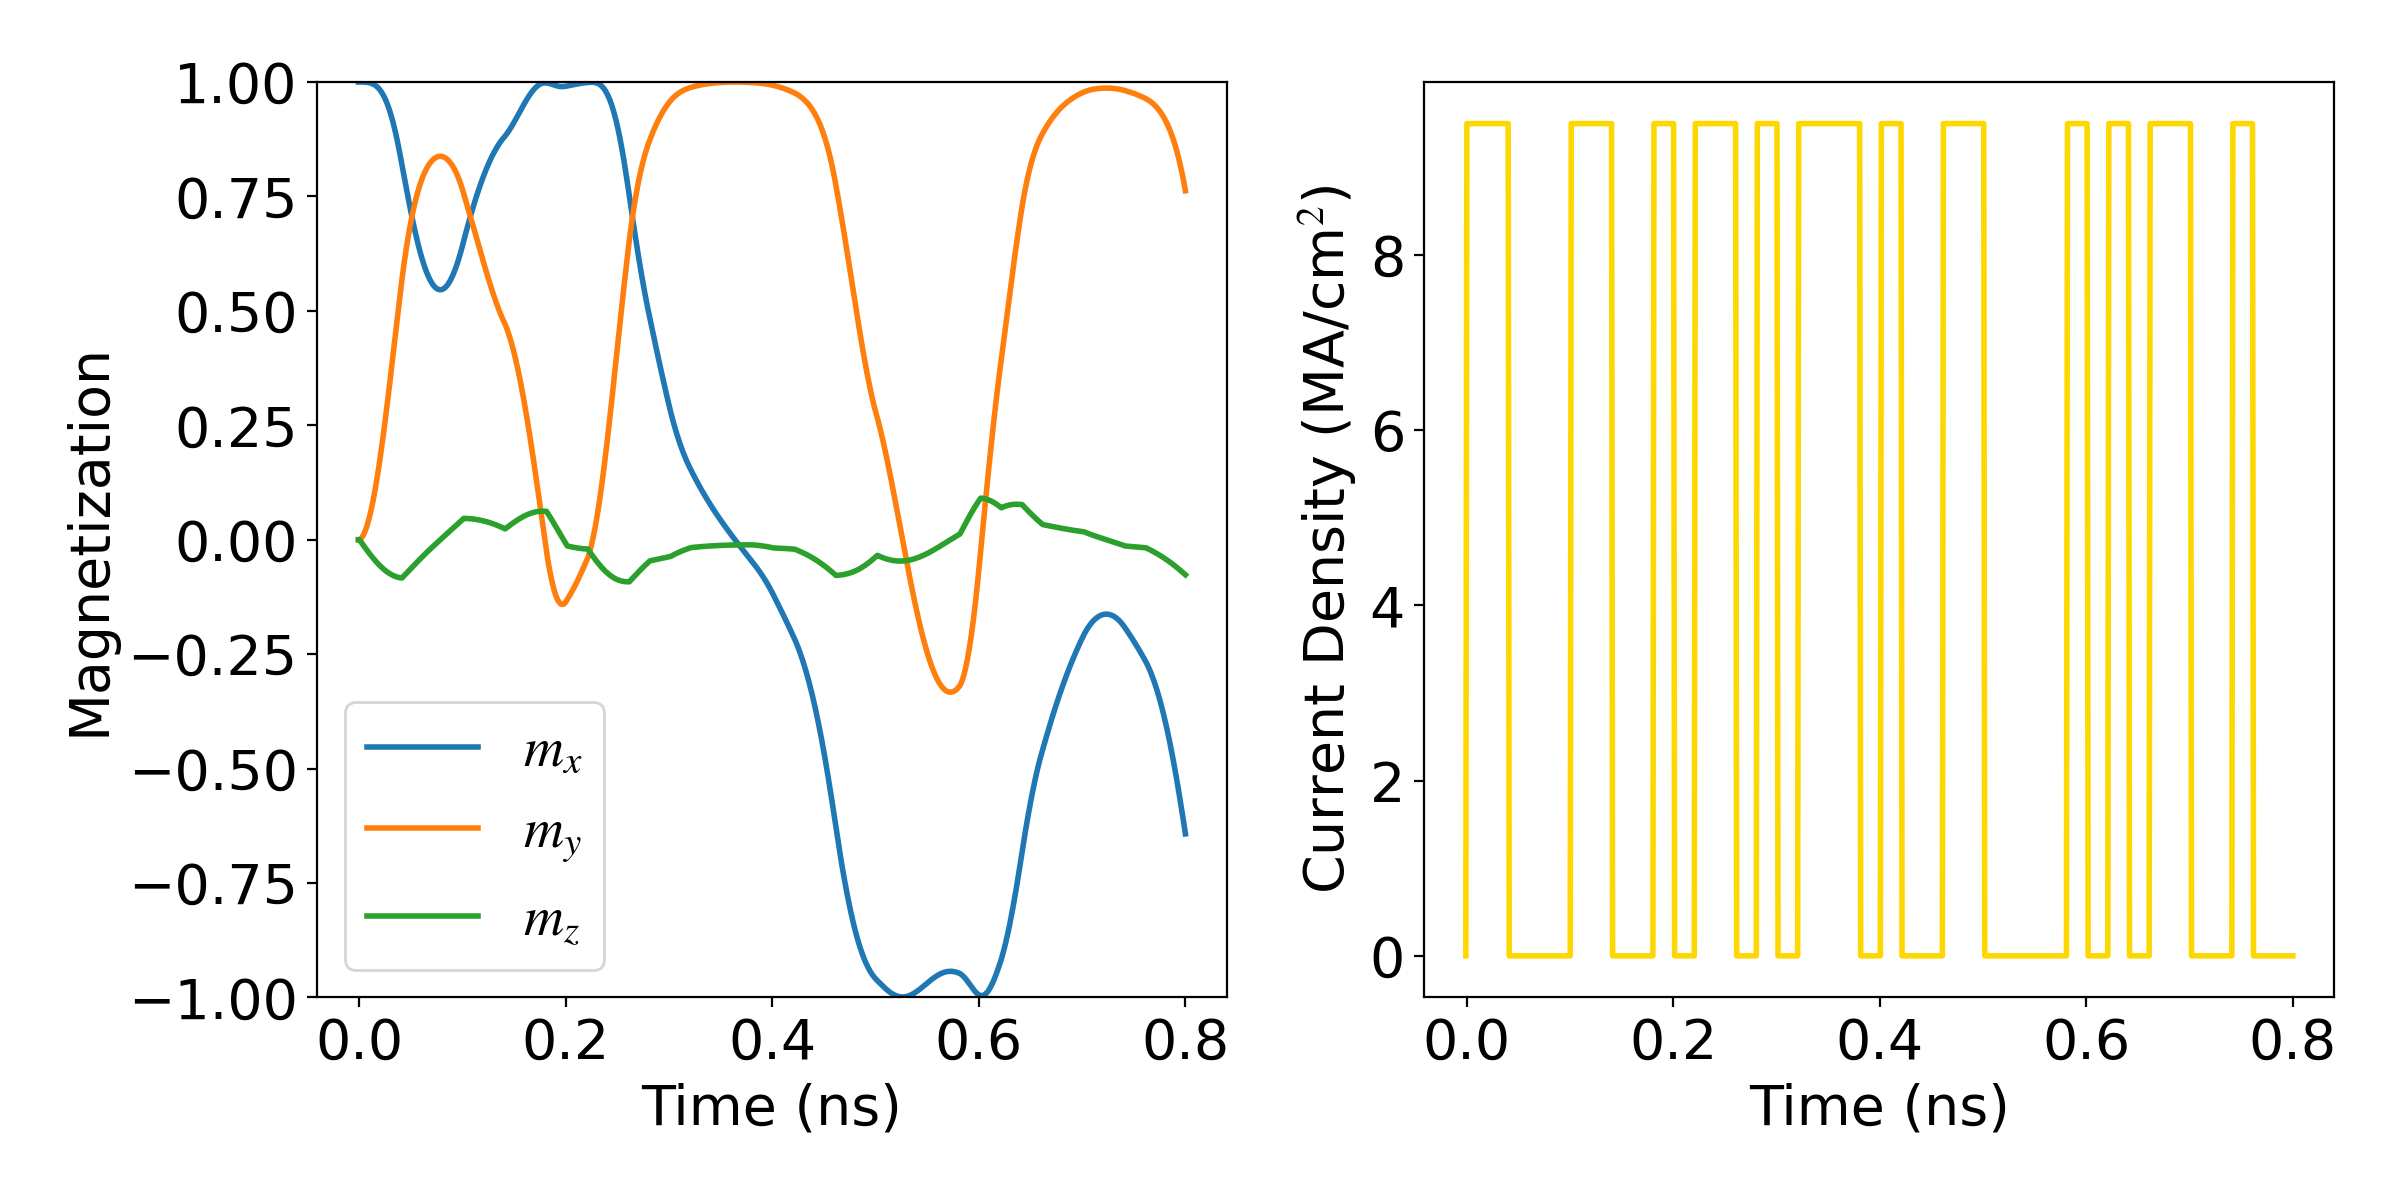 1.00
0.75
0.50
0.25
0.00
−0.25
−0.50
−0.75
−1.00
Magnetization
0.0 0.2 0.4 0.6 0.8
Time (ns)
mₓ
m_y
m_z
8
6
4
2
0
Current Density (MA/cm²)
0.0 0.2 0.4 0.6 0.8
Time (ns)